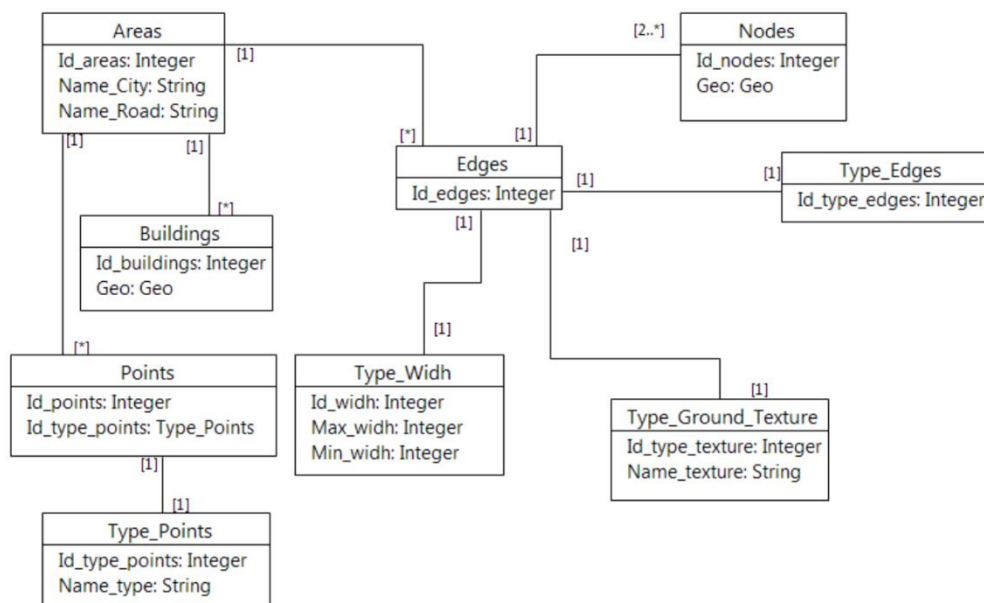 Areas
Id_areas: Integer
Name_City: String
Name_Road: String
[1]
[1]
[1]
[2..*]
Nodes
Id_nodes: Integer
Geo: Geo
[*]
[1]
Edges
Id_edges: Integer
[1]
[1]
[1]
[1]
Type_Edges
Id_type_edges: Integer
[*]
Buildings
Id_buildings: Integer
Geo: Geo
[*]
Points
Id_points: Integer
Id_type_points: Type_Points
[1]
[1]
Type_Points
Id_type_points: Integer
Name_type: String
[1]
Type_Widh
Id_widh: Integer
Max_widh: Integer
Min_widh: Integer
[1]
Type_Ground_Texture
Id_type_texture: Integer
Name_texture: String